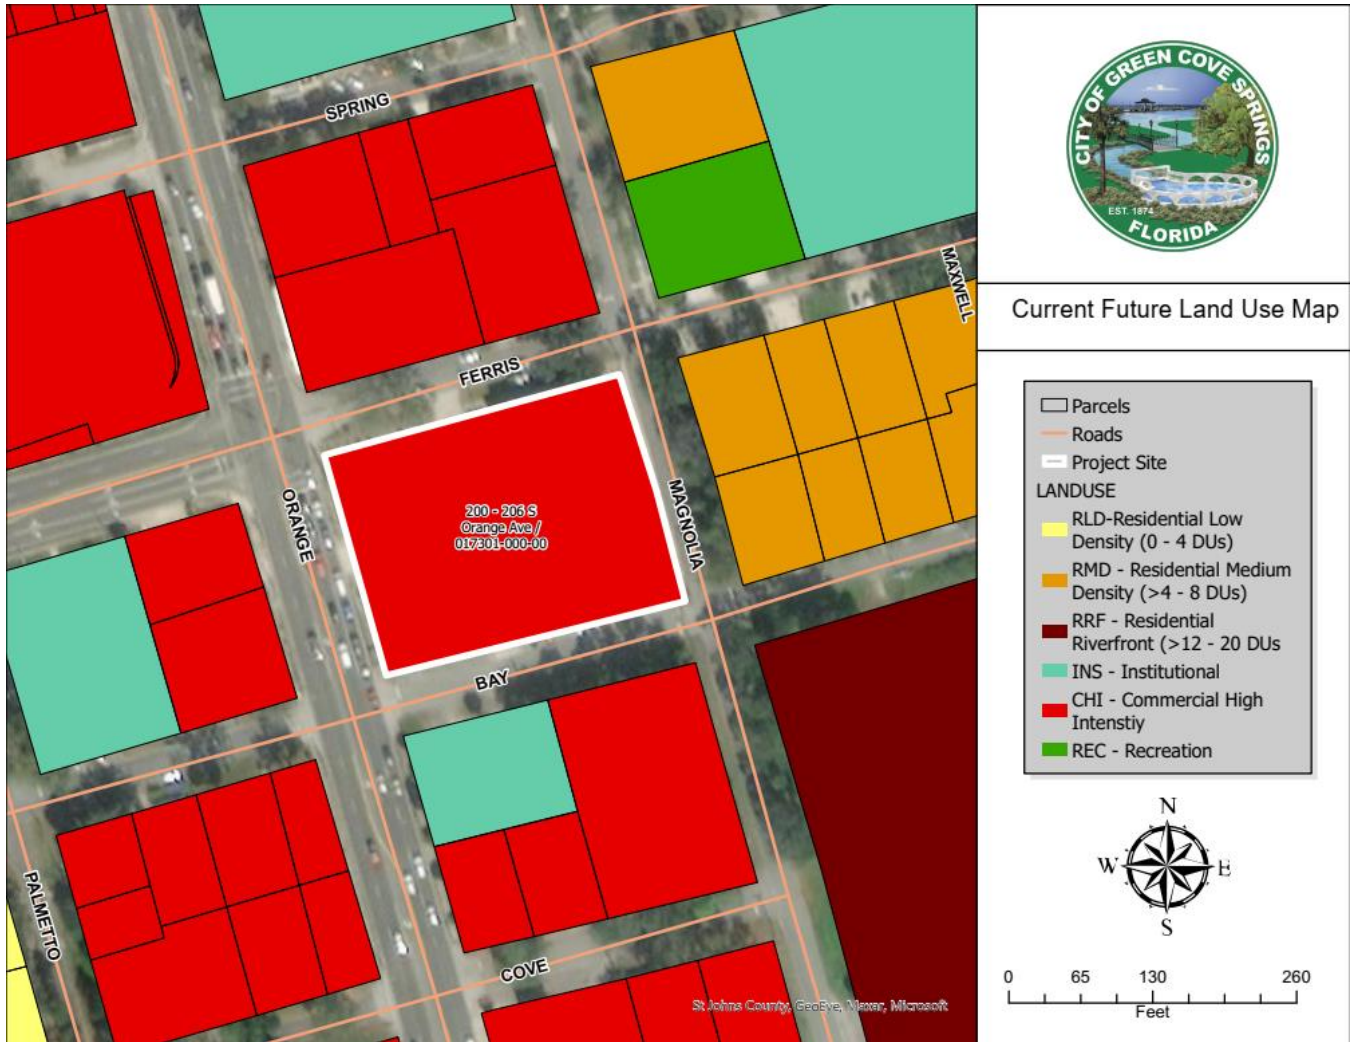 SPRING
MAXWELL
FERRIS
ORANGE
MAGNOLIA
200 - 206 S
Orange Ave /
017301-000-00
BAY
PALMETTO
COVE
St Johns County, GeoEye, Maxar, Microsoft
CITY OF GREEN COVE SPRINGS
EST. 1874
FLORIDA
Current Future Land Use Map
Parcels
Roads
Project Site
LANDUSE
RLD-Residential Low
Density (0 - 4 DUs)
RMD - Residential Medium
Density (>4 - 8 DUs)
RRF - Residential
Riverfront (>12 - 20 DUs
INS - Institutional
CHI - Commercial High
Intenstiy
REC - Recreation
N
W E
S
0 65 130 260
Feet